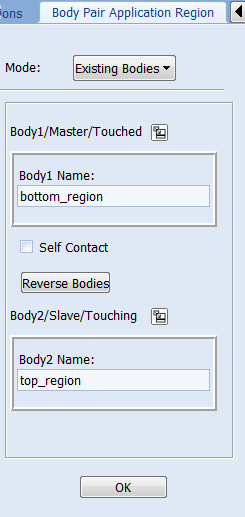 ons Body Pair Application Region
Mode: Existing Bodies
Body1/Master/Touched
Body1 Name:
bottom_region
Self Contact
Reverse Bodies
Body2/Slave/Touching
Body2 Name:
top_region
OK